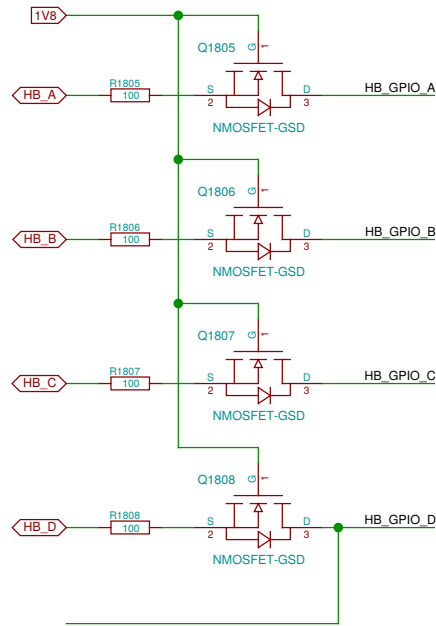 1V8
Q1805
G 1
R1805
HB_A
100
S D
2 3
HB_GPIO_A
NMOSFET-GSD
Q1806
G 1
R1806
HB_B
100
S D
2 3
HB_GPIO_B
NMOSFET-GSD
Q1807
G 1
R1807
HB_C
100
S D
2 3
HB_GPIO_C
NMOSFET-GSD
Q1808
G 1
R1808
HB_D
100
S D
2 3
HB_GPIO_D
NMOSFET-GSD